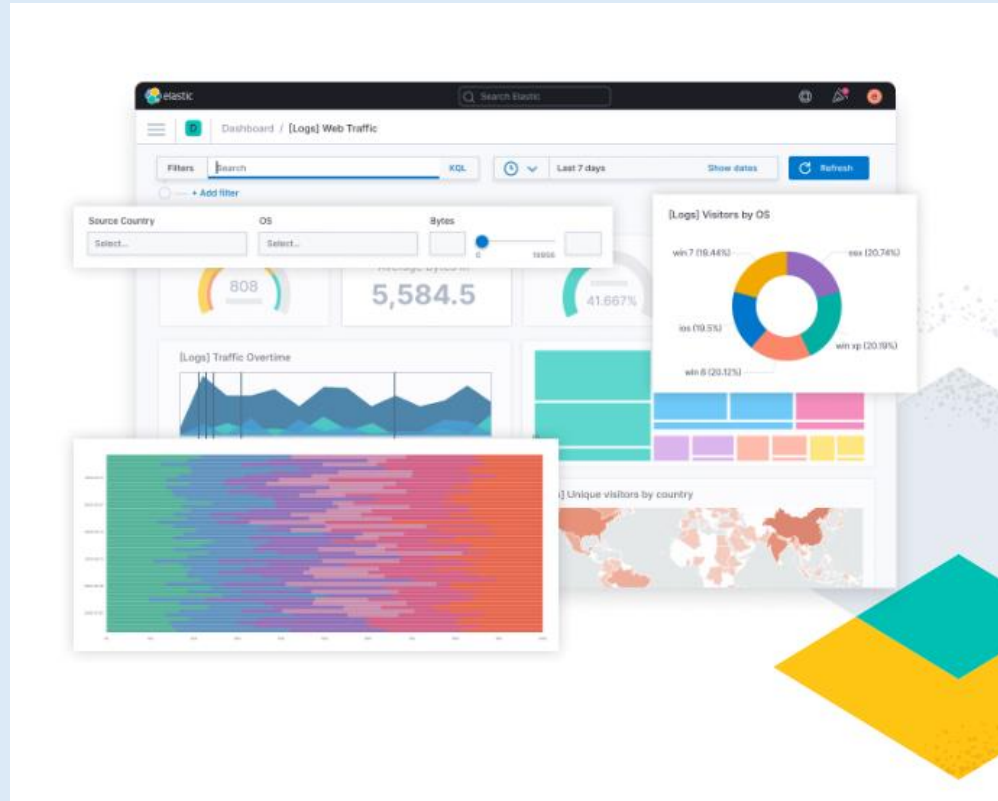 elastic
Search Elastic
D
Dashboard / [Logs] Web Traffic
Filters
Search
KQL
Last 7 days
Show dates
Refresh
+ Add filter
Source Country
OS
Bytes
Select...
Select...
0
[Logs] Visitors by OS
win 7 (19.44%)
osx (20.74%)
ios (19.5%)
win xp (20.19%)
win 8 (20.12%)
808
5,584.5
41.667%
[Logs] Traffic Overtime
] Unique visitors by country